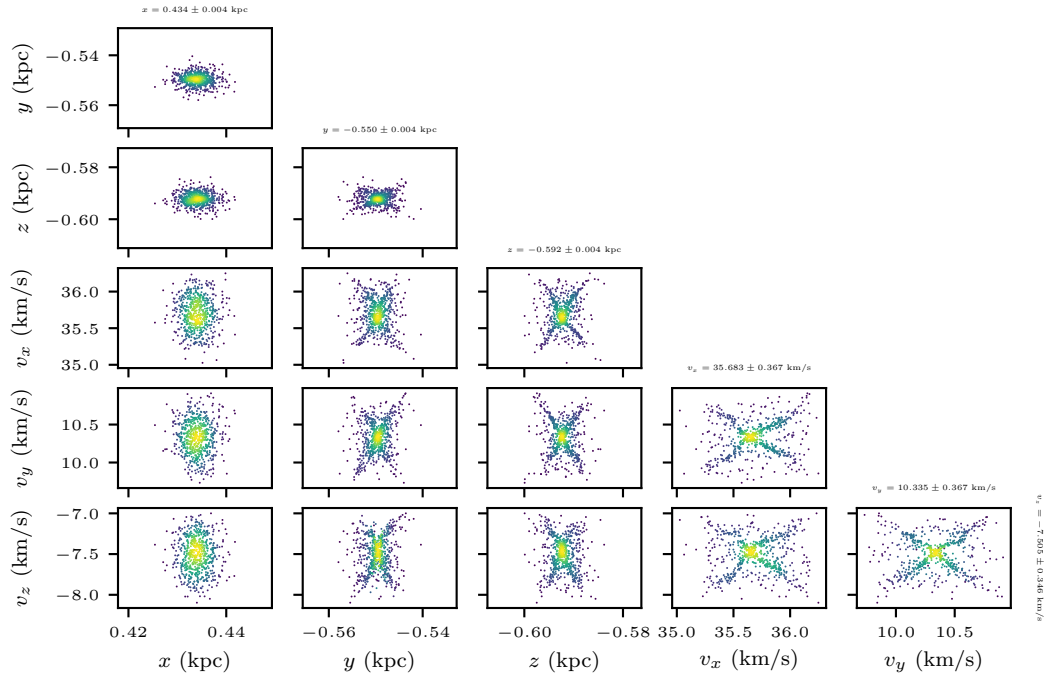 x = 0.434 ± 0.004 kpc
y (kpc)
−0.54
−0.56
y = −0.550 ± 0.004 kpc
z (kpc)
−0.58
−0.60
z = −0.592 ± 0.004 kpc
v_x (km/s)
36.0
35.5
35.0
v_x = 35.683 ± 0.367 km/s
v_y (km/s)
10.5
10.0
v_y = 10.335 ± 0.367 km/s
v_z (km/s)
−7.0
−7.5
−8.0
v_z = −7.505 ± 0.346 km/s
0.42 0.44 −0.56 −0.54 −0.60 −0.58 35.0 35.5 36.0 10.0 10.5
x (kpc) y (kpc) z (kpc) v_x (km/s) v_y (km/s)